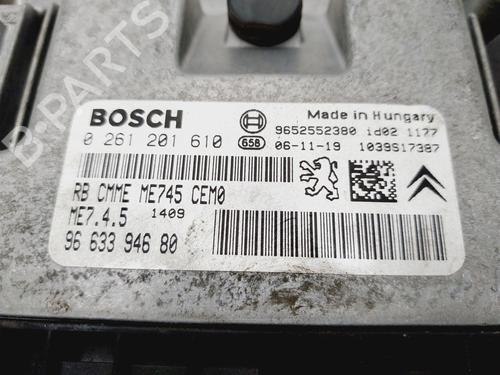 B-PARTS
BOSCH
Made in Hungary
0 261 201 610
9652552380 id02 1177
G5B 06-11-19 1039S17387
RB CMME ME745 CEM0
ME7.4.5 1409
96 633 946 80